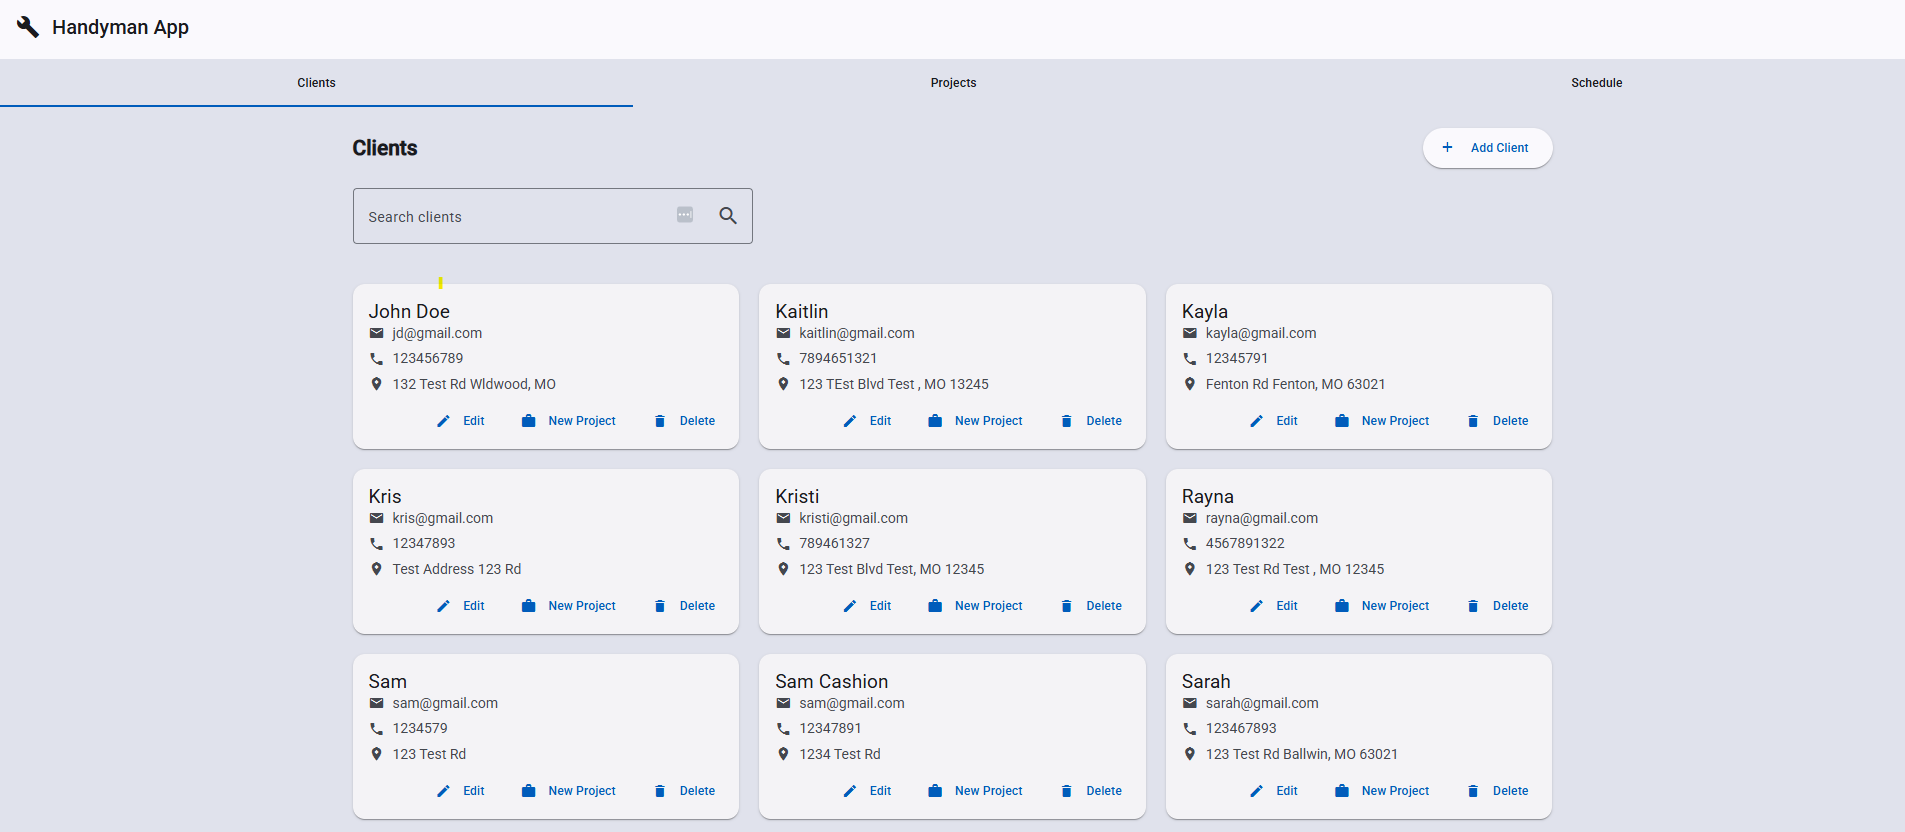 Handyman App
Clients Projects Schedule
Clients
Add Client
Search clients
John Doe
jd@gmail.com
123456789
132 Test Rd Wldwood, MO
Edit New Project Delete
Kaitlin
kaitlin@gmail.com
7894651321
123 TEst Blvd Test , MO 13245
Edit New Project Delete
Kayla
kayla@gmail.com
12345791
Fenton Rd Fenton, MO 63021
Edit New Project Delete
Kris
kris@gmail.com
12347893
Test Address 123 Rd
Edit New Project Delete
Kristi
kristi@gmail.com
789461327
123 Test Blvd Test, MO 12345
Edit New Project Delete
Rayna
rayna@gmail.com
4567891322
123 Test Rd Test , MO 12345
Edit New Project Delete
Sam
sam@gmail.com
1234579
123 Test Rd
Edit New Project Delete
Sam Cashion
sam@gmail.com
12347891
1234 Test Rd
Edit New Project Delete
Sarah
sarah@gmail.com
123467893
123 Test Rd Ballwin, MO 63021
Edit New Project Delete